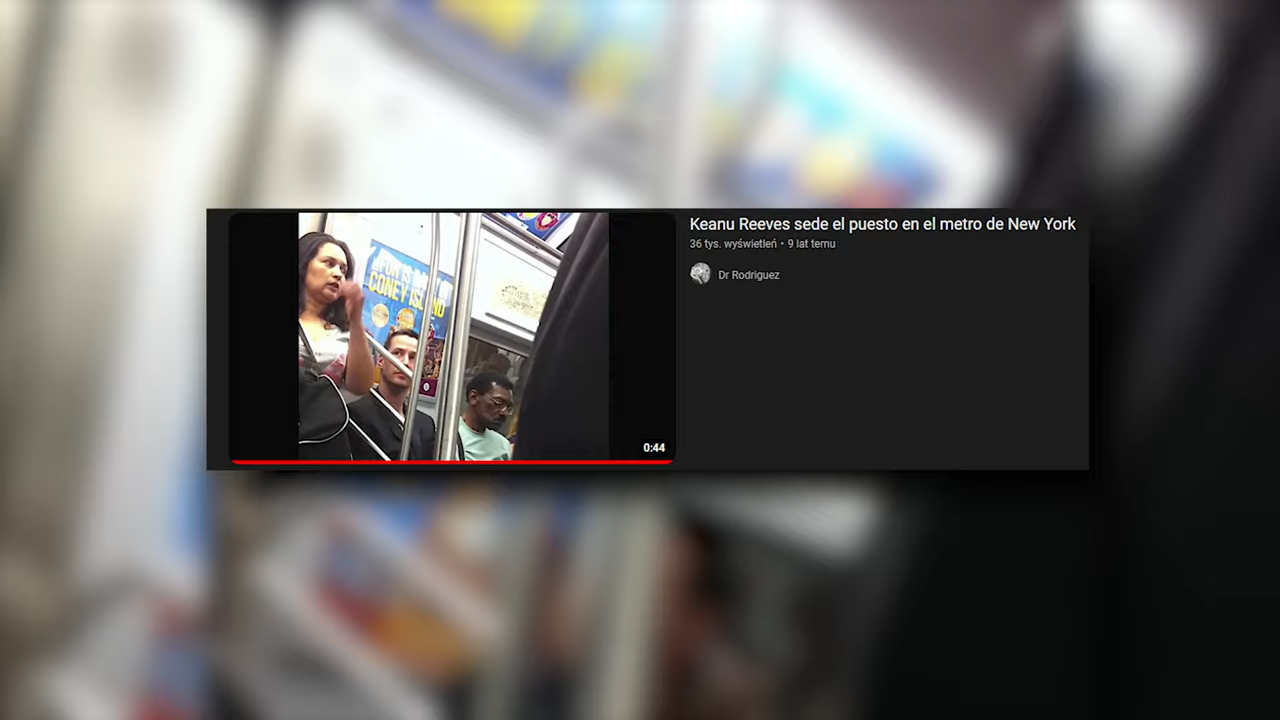 Keanu Reeves sede el puesto en el metro de New York
36 tys. wyświetleń • 9 lat temu
Dr Rodriguez
CONEY ISLAND
0:44